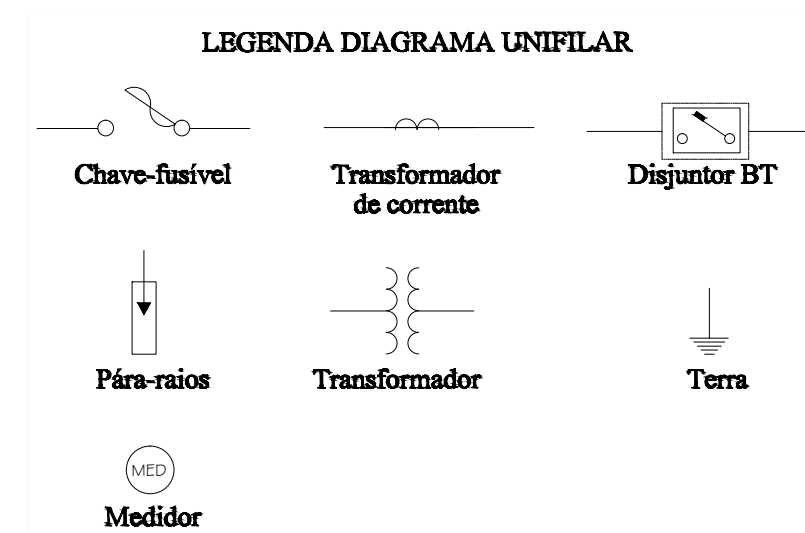 LEGENDA DIAGRAMA UNIFILAR
Chave-fusível
Transformador
de corrente
Disjuntor BT
Pára-raios
Transformador
Terra
MED
Medidor